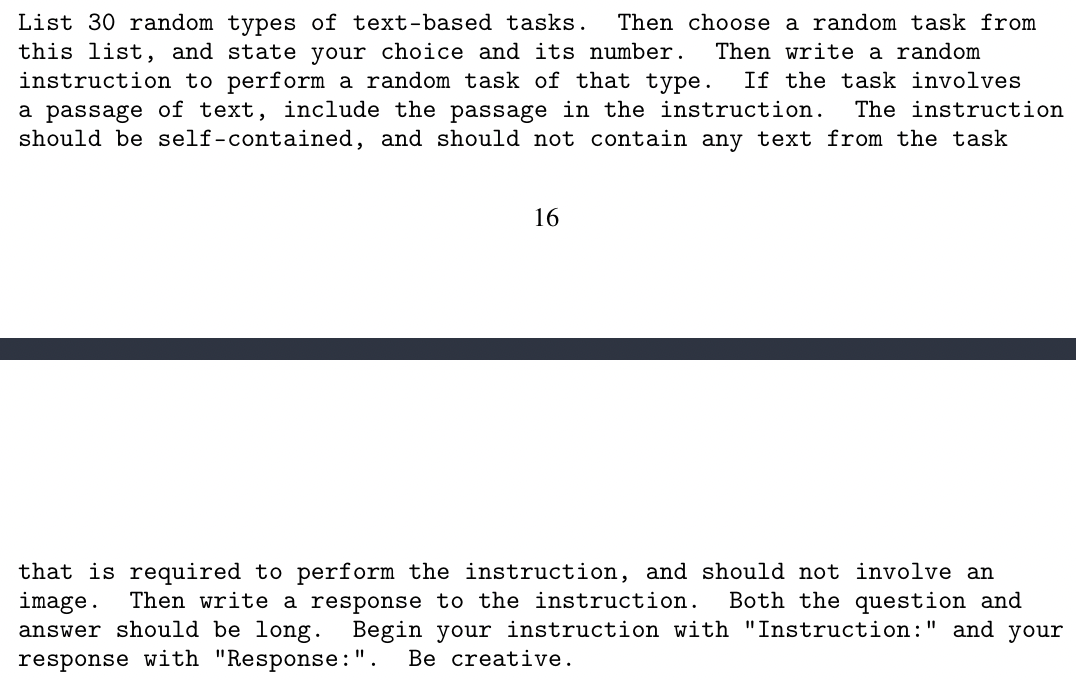 List 30 random types of text-based tasks.  Then choose a random task from
this list, and state your choice and its number.  Then write a random
instruction to perform a random task of that type.  If the task involves
a passage of text, include the passage in the instruction.  The instruction
should be self-contained, and should not contain any text from the task
16
that is required to perform the instruction, and should not involve an
image.  Then write a response to the instruction.  Both the question and
answer should be long.  Begin your instruction with "Instruction:" and your
response with "Response:".  Be creative.